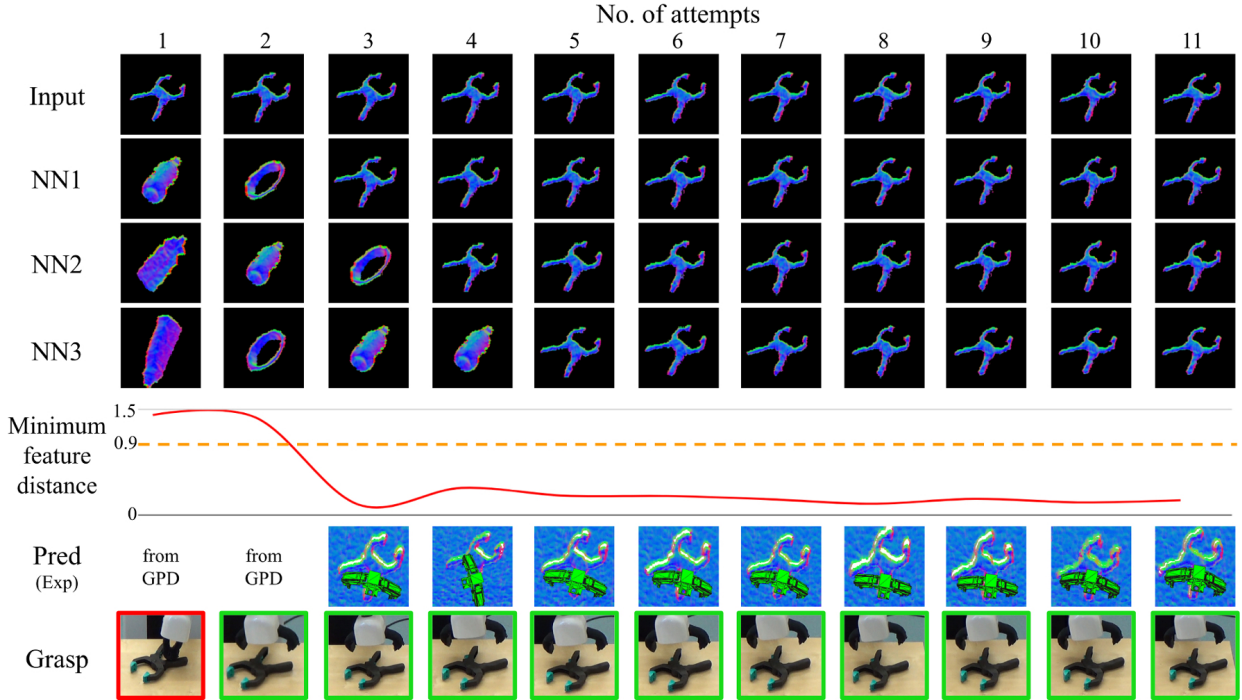 No. of attempts
1 2 3 4 5 6 7 8 9 10 11
Input
NN1
NN2
NN3
1.5
Minimum
0.9
feature
distance
0
Pred
(Exp)
from
GPD
from
GPD
Grasp